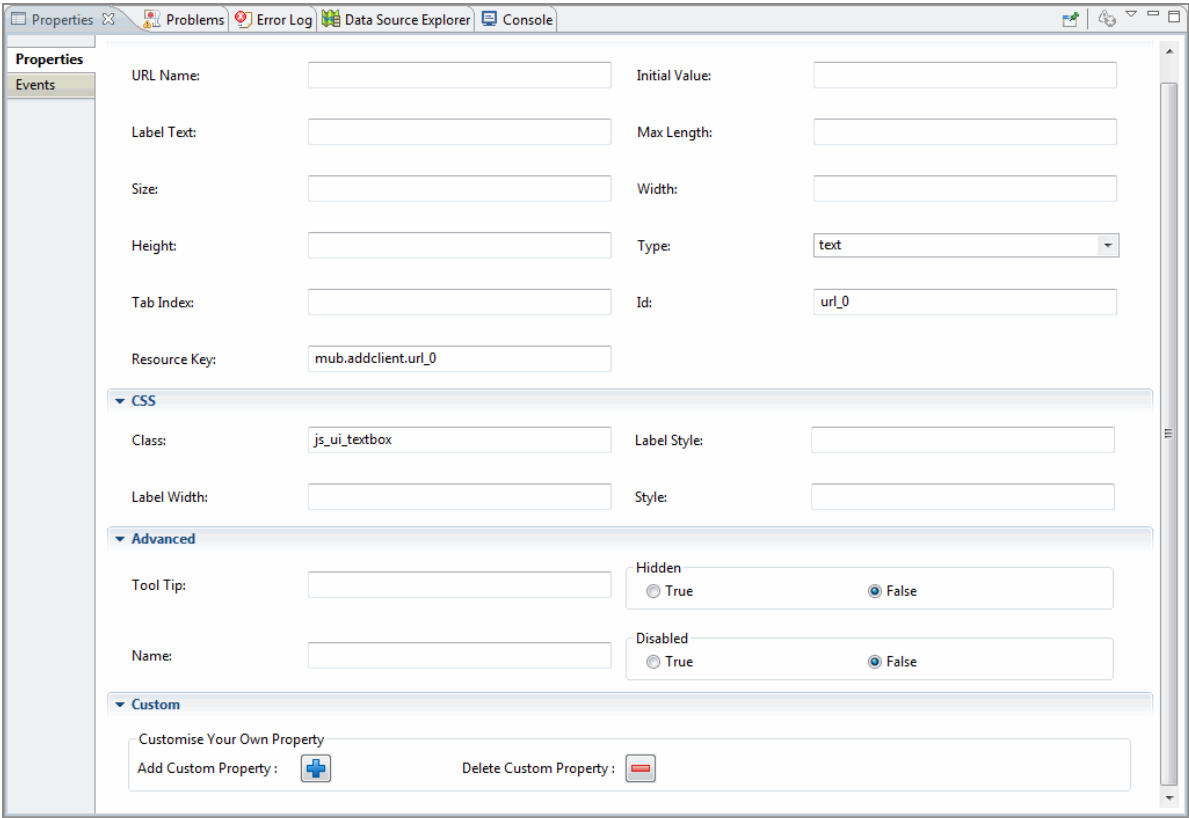 Properties Problems Error Log Data Source Explorer Console
Properties
Events
URL Name: Initial Value:
Label Text: Max Length:
Size: Width:
Height: Type: text
Tab Index: Id: url_0
Resource Key: mub.addclient.url_0
CSS
Class: js_ui_textbox Label Style:
Label Width: Style:
Advanced
Tool Tip: Hidden
True False
Name: Disabled
True False
Custom
Customise Your Own Property
Add Custom Property : Delete Custom Property :